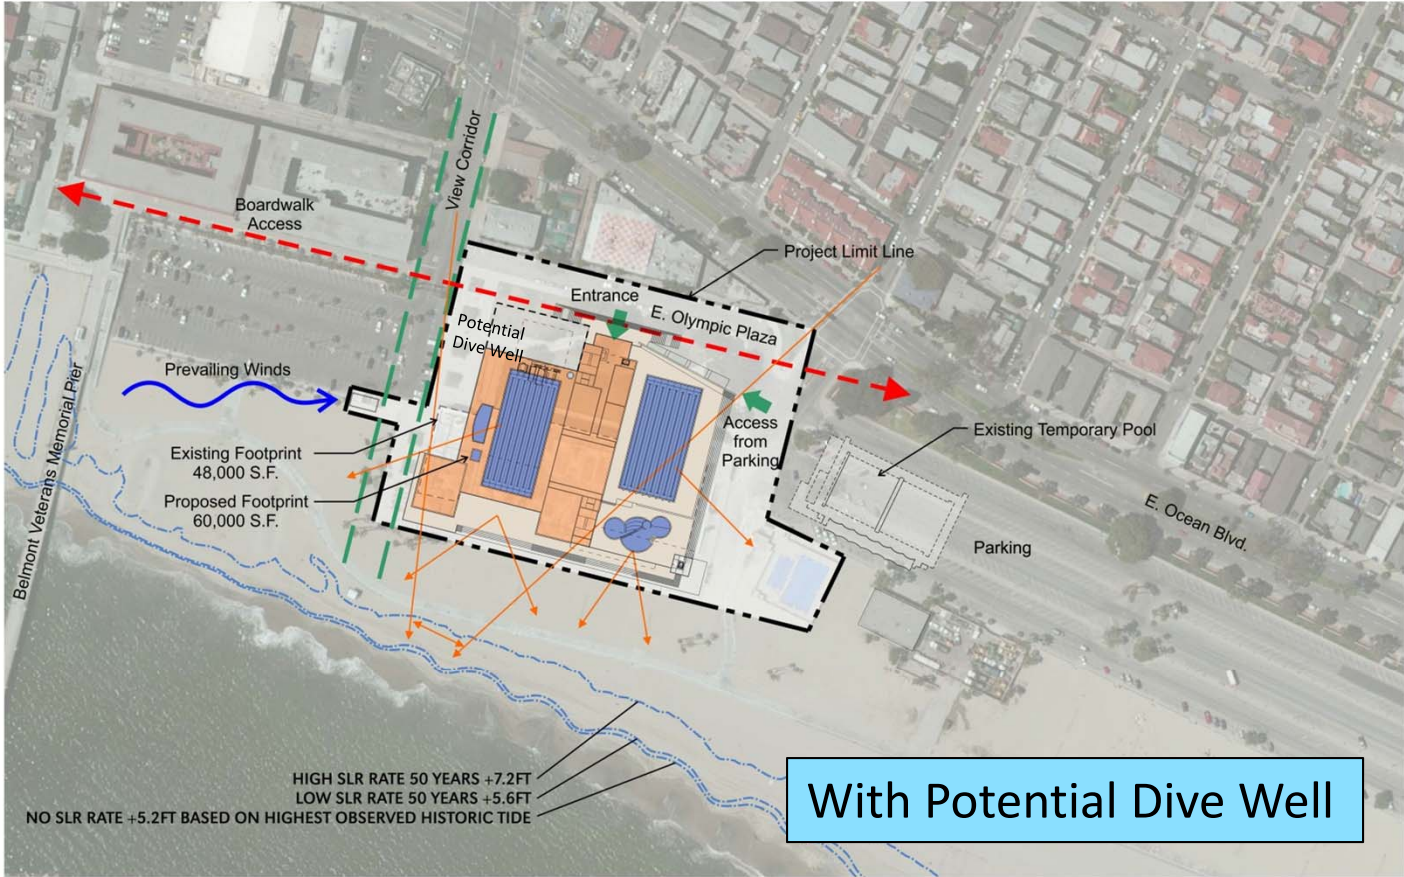 View Corridor
Boardwalk
Access
Project Limit Line
Entrance
E. Olympic Plaza
Potential
Dive Well
Prevailing Winds
Access
from
Parking
Existing Temporary Pool
Existing Footprint
48,000 S.F.
Proposed Footprint
60,000 S.F.
Belmont Veterans Memorial Pier
E. Ocean Blvd.
Parking
HIGH SLR RATE 50 YEARS +7.2FT
LOW SLR RATE 50 YEARS +5.6FT
NO SLR RATE +5.2FT BASED ON HIGHEST OBSERVED HISTORIC TIDE
With Potential Dive Well